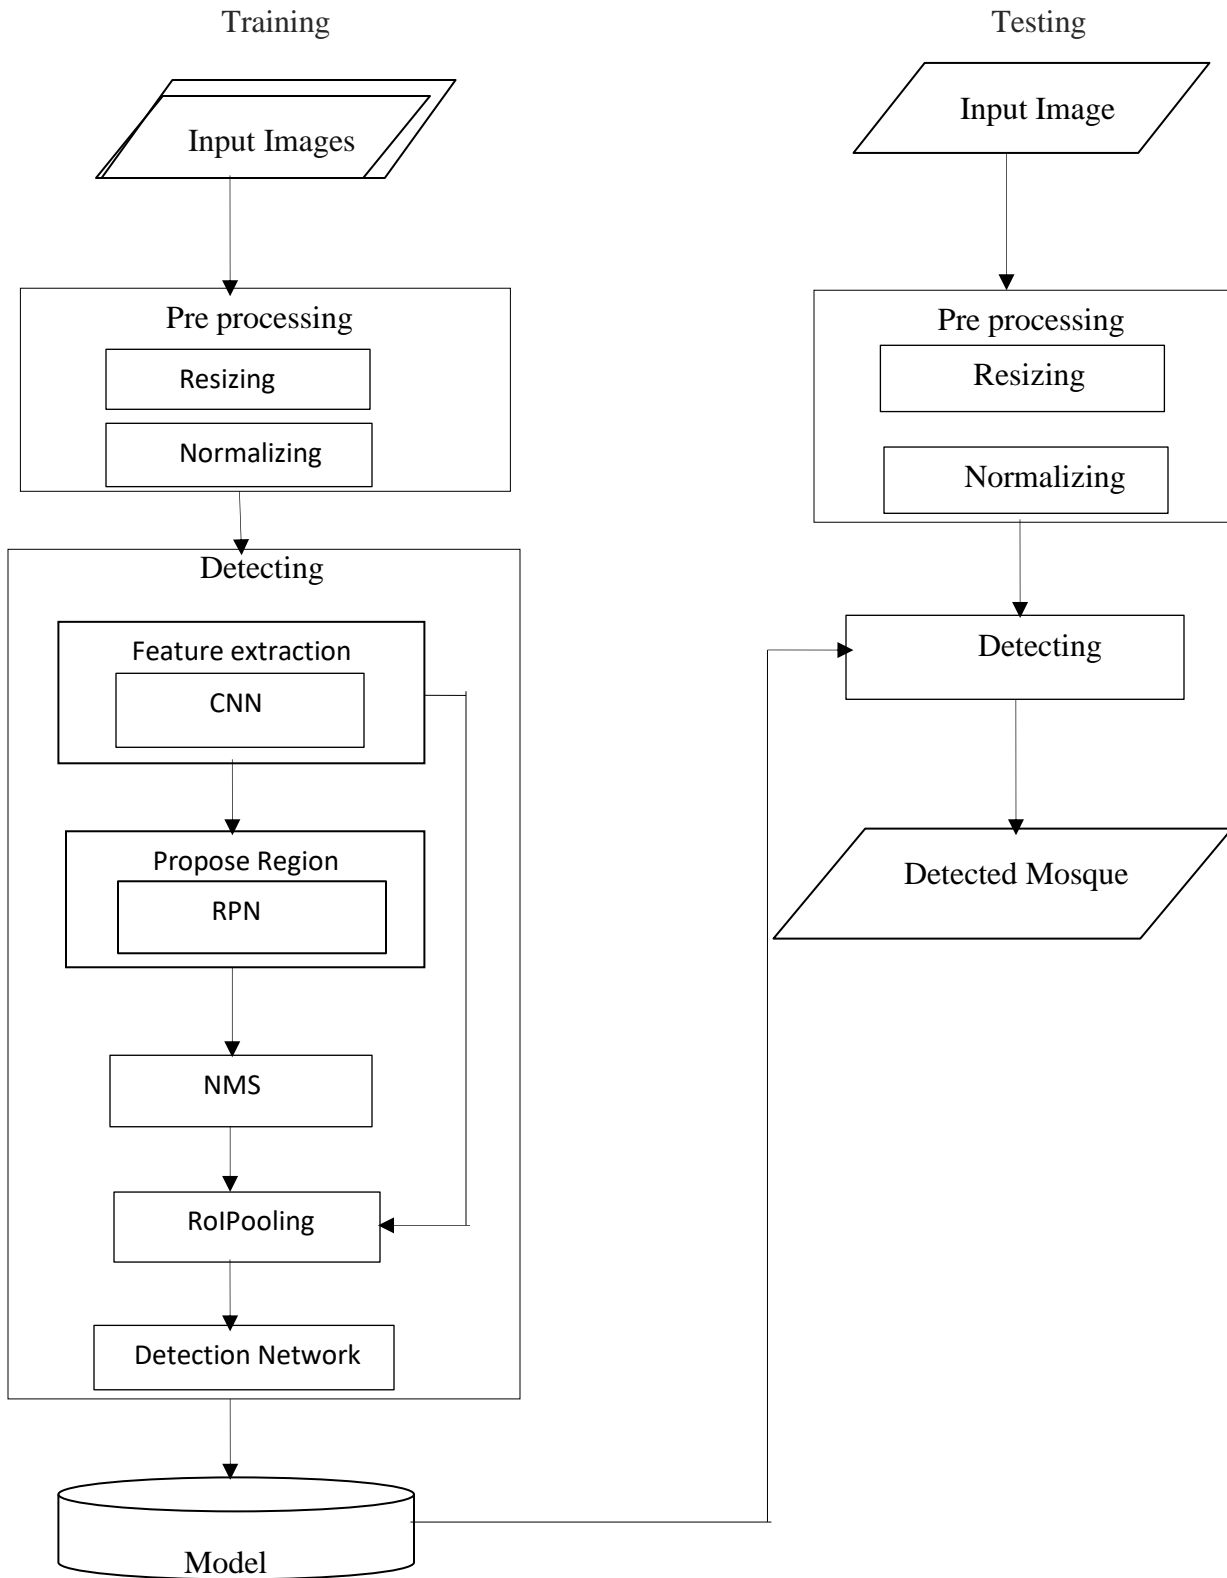 Training
Input Images
Pre processing
Resizing
Normalizing
Detecting
Feature extraction
CNN
Propose Region
RPN
NMS
RoIPooling
Detection Network
Model
Testing
Input Image
Pre processing
Resizing
Normalizing
Detecting
Detected Mosque